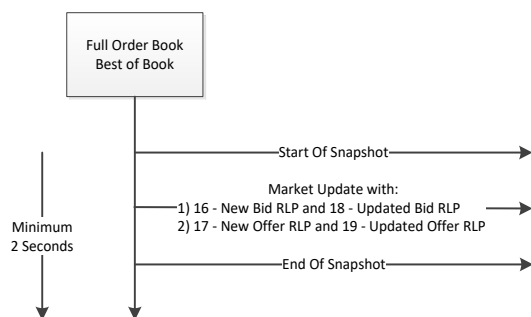 Full Order Book
Best of Book
Start Of Snapshot
Market Update with:
1) 16 - New Bid RLP and 18 - Updated Bid RLP
2) 17 - New Offer RLP and 19 - Updated Offer RLP
Minimum
2 Seconds
End Of Snapshot